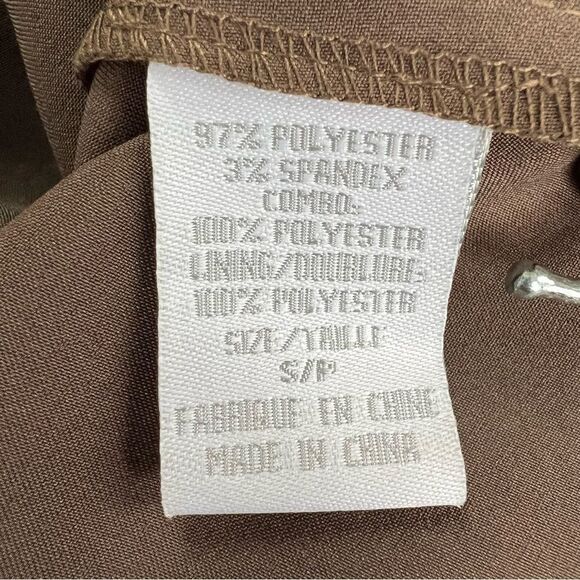 97% POLYESTER
3% SPANDEX
COMBO:
100% POLYESTER
LINING/DOUBLURE:
100% POLYESTER
SIZE/TAILLE
S/P
FABRIQUE EN CHINE
MADE IN CHINA